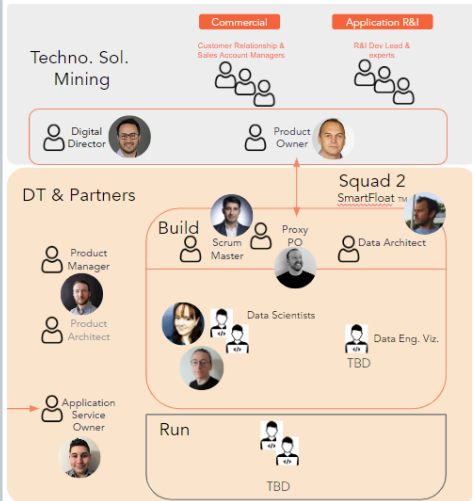 Commercial
Application R&I
Customer Relationship &
Sales Account Managers
R&I Dev Lead &
experts
Techno. Sol.
Mining
Digital
Director
Product
Owner
DT & Partners
Squad 2
SmartFloat TM
Build
Scrum
Master
Proxy
PO
Data Architect
Product
Manager
Product
Architect
Data Scientists
Data Eng. Viz.
TBD
Application
Service
Owner
Run
TBD